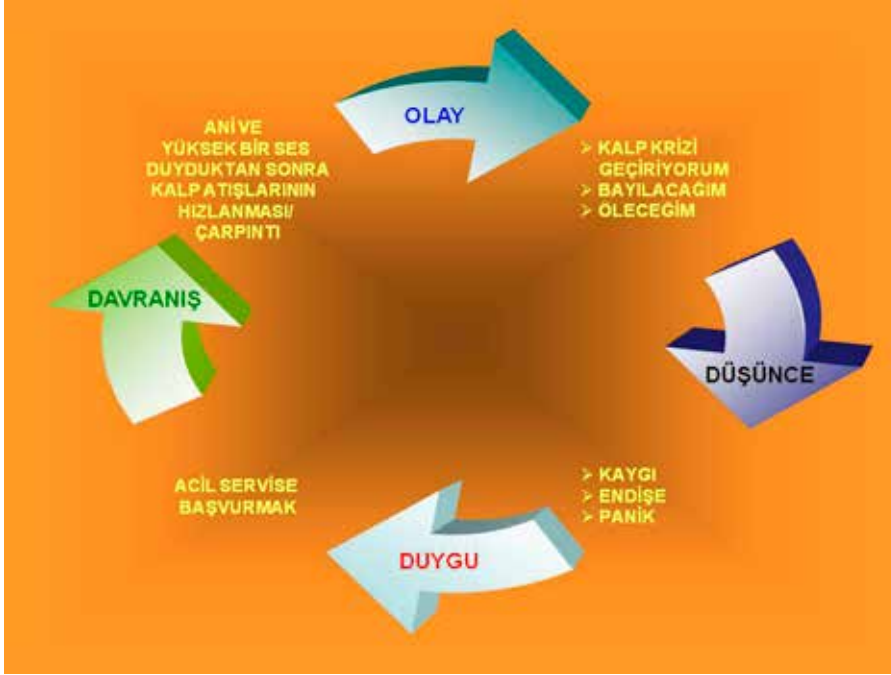 OLAY
ANİ VE
YÜKSEK BİR SES
DUYDUKTAN SONRA
KALP ATIŞLARININ
HIZLANMASI/
ÇARPINTI
➢ KALP KRİZİ
GEÇİRİYORUM
➢ BAYILACAĞIM
➢ ÖLECEĞİM
DAVRANIŞ
DÜŞÜNCE
ACİL SERVİSE
BAŞVURMAK
➢ KAYGI
➢ ENDİŞE
➢ PANİK
DUYGU